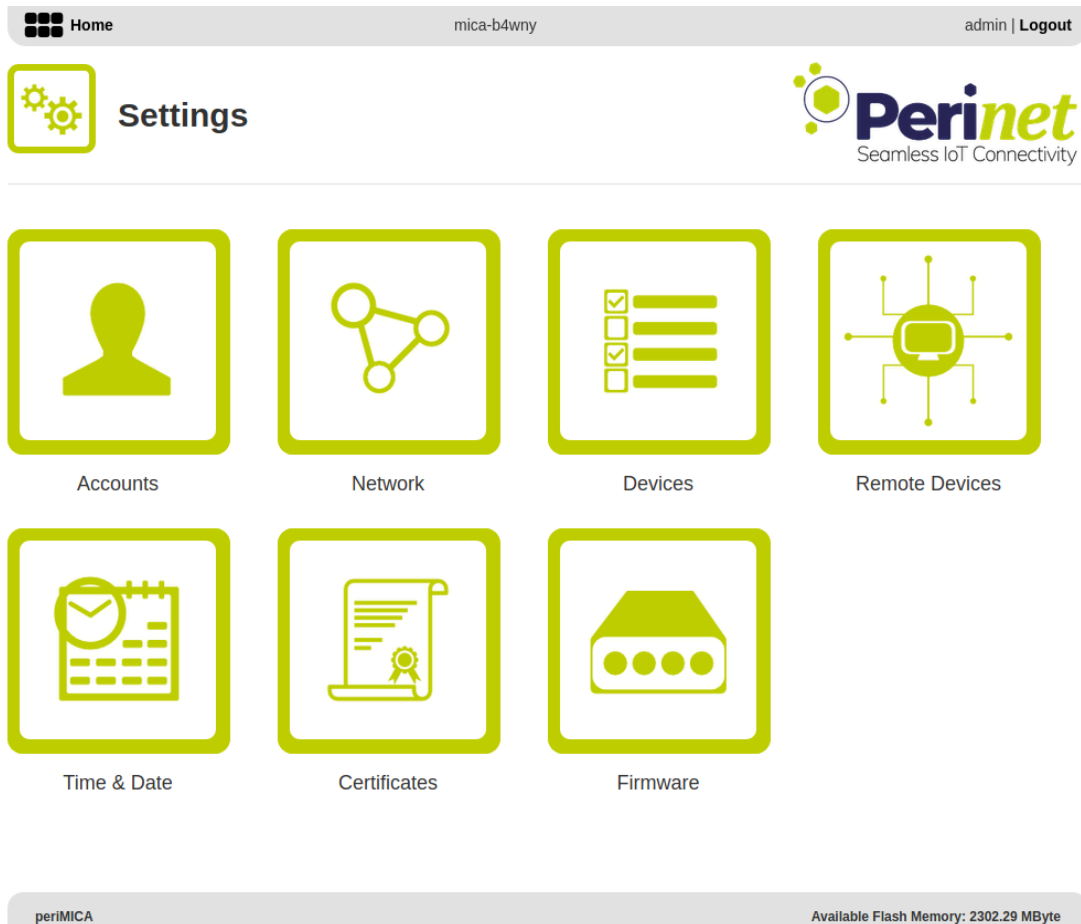 Home mica-b4wny admin | Logout
Settings
Perinet
Seamless IoT Connectivity
Accounts Network Devices Remote Devices
Time & Date Certificates Firmware
periMICA Available Flash Memory: 2302.29 MByte